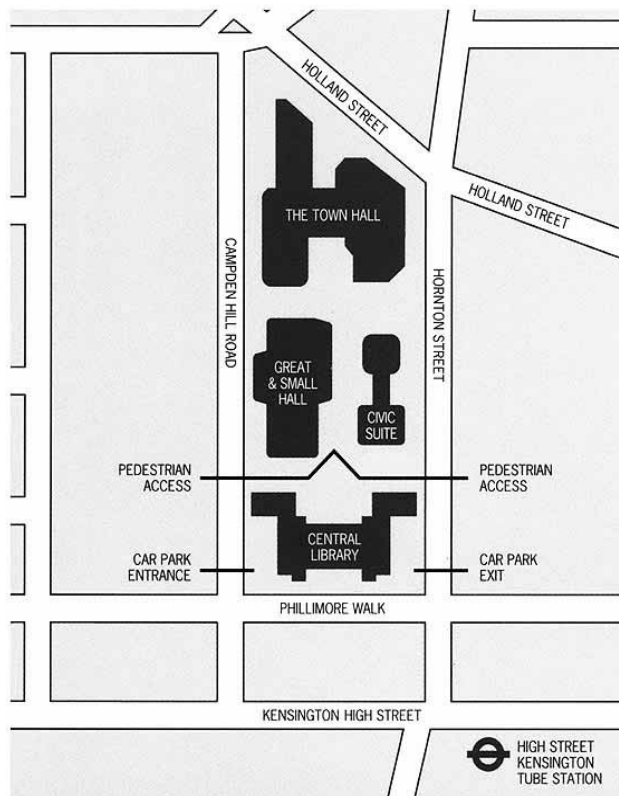 HOLLAND STREET
HOLLAND STREET
THE TOWN HALL
CAMPDEN HILL ROAD
HORNTON STREET
GREAT
& SMALL
HALL
CIVIC
SUITE
PEDESTRIAN
ACCESS
PEDESTRIAN
ACCESS
CENTRAL
LIBRARY
CAR PARK
ENTRANCE
CAR PARK
EXIT
PHILLIMORE WALK
KENSINGTON HIGH STREET
HIGH STREET
KENSINGTON
TUBE STATION